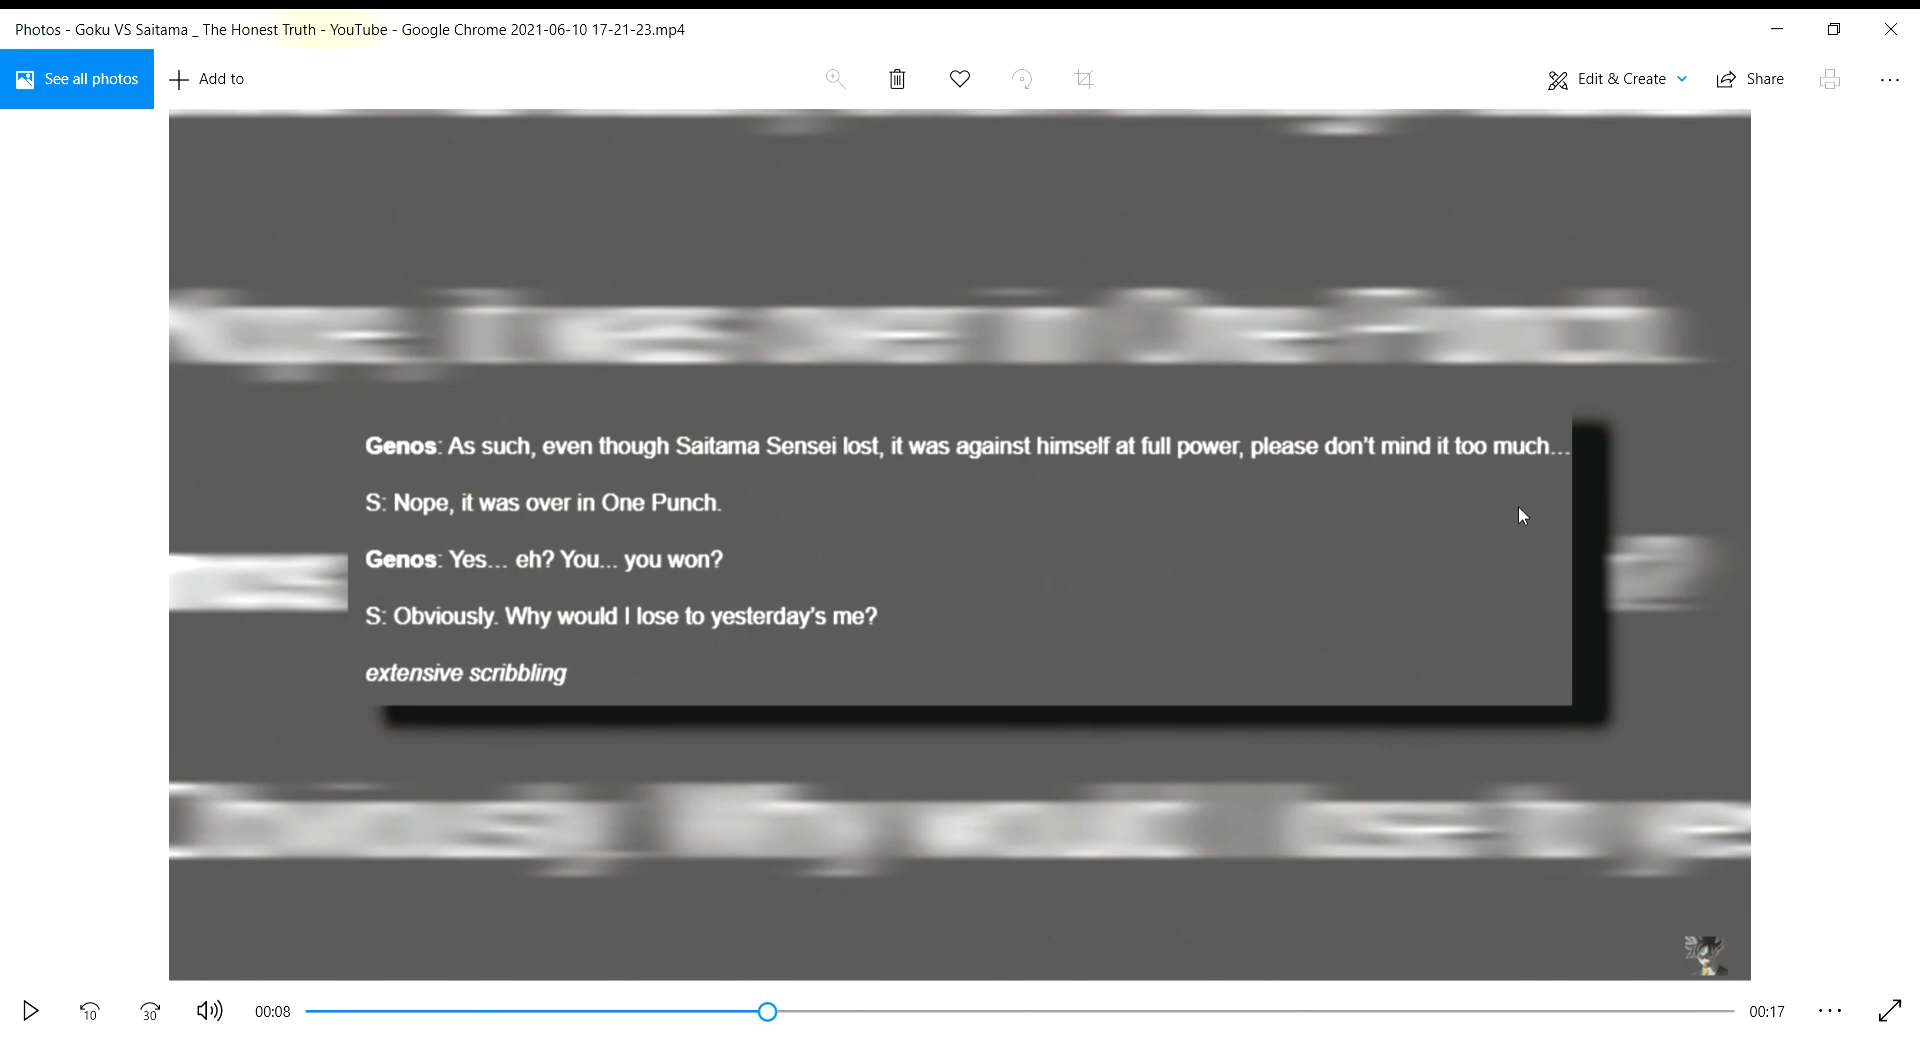 Photos - Goku VS Saitama _ The Honest Truth - YouTube - Google Chrome 2021-06-10 17-21-23.mp4
See all photos
Add to
Edit & Create
Share
Genos: As such, even though Saitama Sensei lost, it was against himself at full power, please don't mind it too much...
S: Nope, it was over in One Punch.
Genos: Yes... eh? You... you won?
S: Obviously. Why would I lose to yesterday's me?
extensive scribbling
10
30
00:08
00:17